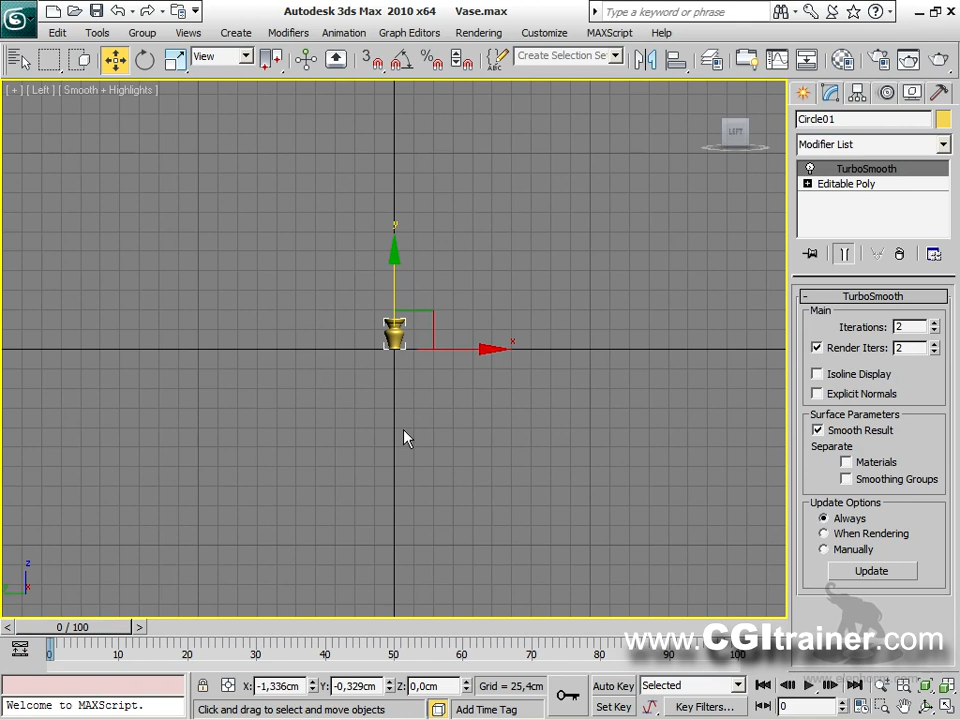 Autodesk 3ds Max 2010 x64 Vase.max
Type a keyword or phrase
Edit Tools Group Views Create Modifiers Animation Graph Editors Rendering Customize MAXScript Help
View
3
Create Selection Se
ABC
[ + ] [ Left ] [ Smooth + Highlights ]
LEFT
y
x
z
y
x
Circle01
Modifier List
TurboSmooth
Editable Poly
TurboSmooth
Main
Iterations: 2
Render Iters: 2
Isoline Display
Explicit Normals
Surface Parameters
Smooth Result
Separate
Materials
Smoothing Groups
Update Options
Always
When Rendering
Manually
Update
< 0 / 100 >
0 10 20 30 40 50 60 70 80 90 100
www.CGItrainer.com
X: -1,336cm Y: -0,329cm Z: 0,0cm Grid = 25,4cm
Auto Key Selected
Welcome to MAXScript.
Click and drag to select and move objects
Add Time Tag
Set Key Key Filters... 0